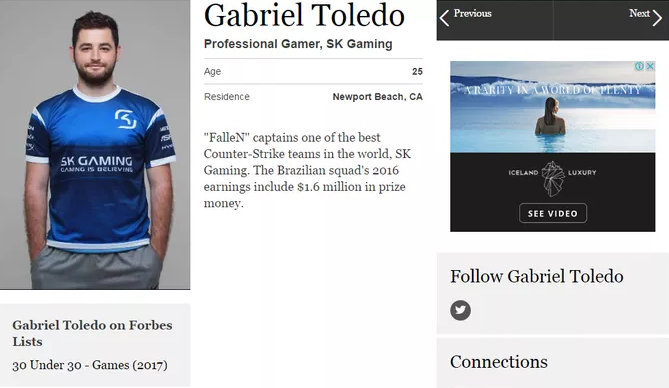 SK GAMING
GAMING IS BELIEVING
Gabriel Toledo on Forbes
Lists
30 Under 30 - Games (2017)
Gabriel Toledo
Professional Gamer, SK Gaming
Age 25
Residence Newport Beach, CA
"FalleN" captains one of the best
Counter-Strike teams in the world, SK
Gaming. The Brazilian squad's 2016
earnings include $1.6 million in prize
money.
Previous Next
A RARITY IN A WORLD OF PLENTY
ICELAND LUXURY
SEE VIDEO
Follow Gabriel Toledo
Connections